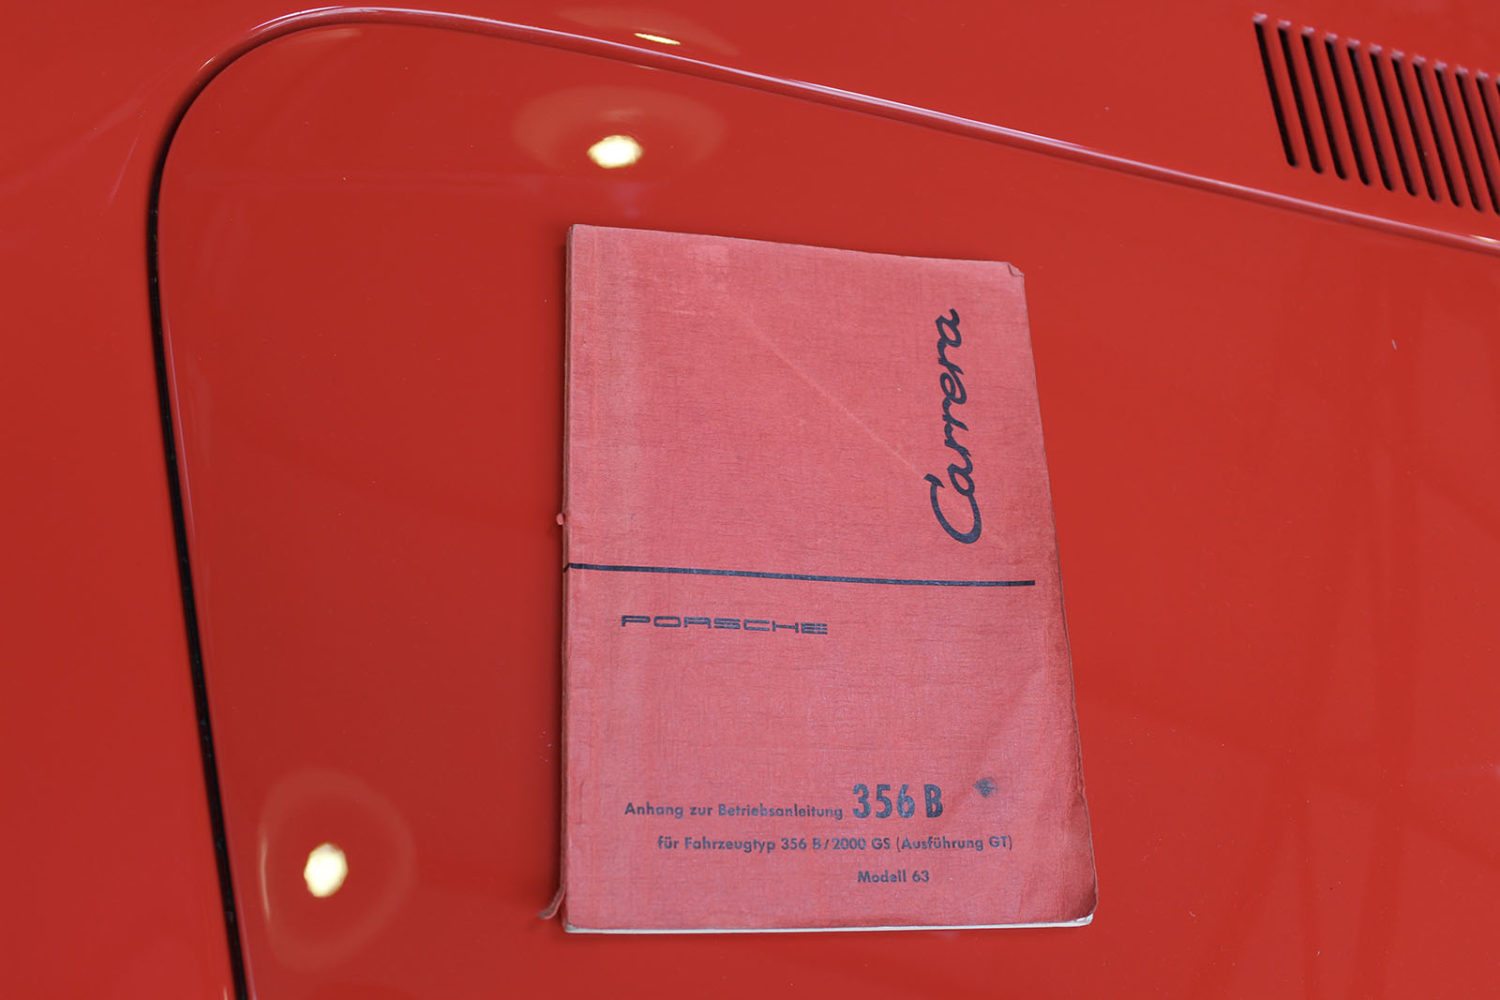 Carrera
PORSCHE
Anhang zur Betriebsanleitung 356 B
für Fahrzeugtyp 356 B/2000 GS (Ausführung GT)
Modell 63